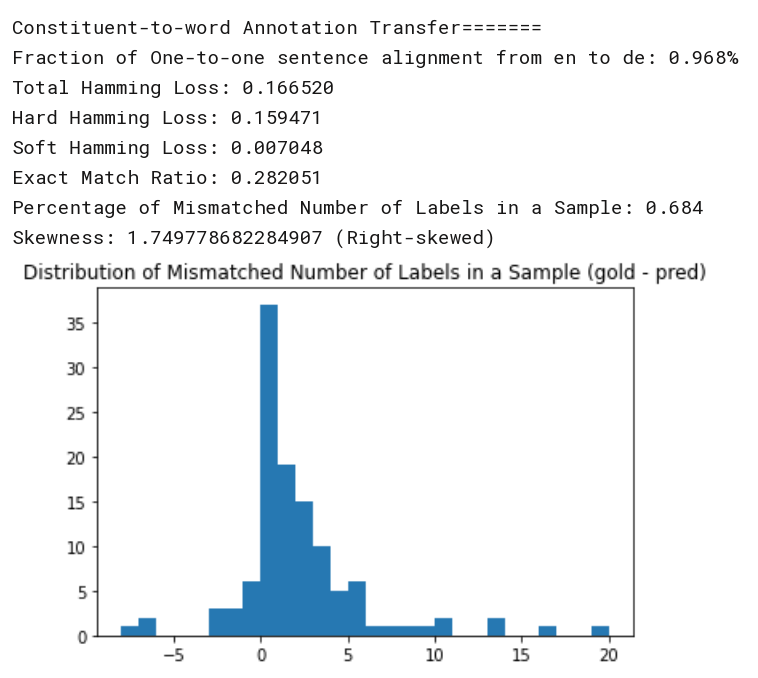 Constituent-to-word Annotation Transfer=======
Fraction of One-to-one sentence alignment from en to de: 0.968%
Total Hamming Loss: 0.166520
Hard Hamming Loss: 0.159471
Soft Hamming Loss: 0.007048
Exact Match Ratio: 0.282051
Percentage of Mismatched Number of Labels in a Sample: 0.684
Skewness: 1.749778682284907 (Right-skewed)
Distribution of Mismatched Number of Labels in a Sample (gold - pred)
35
30
25
20
15
10
5
0
−5 0 5 10 15 20